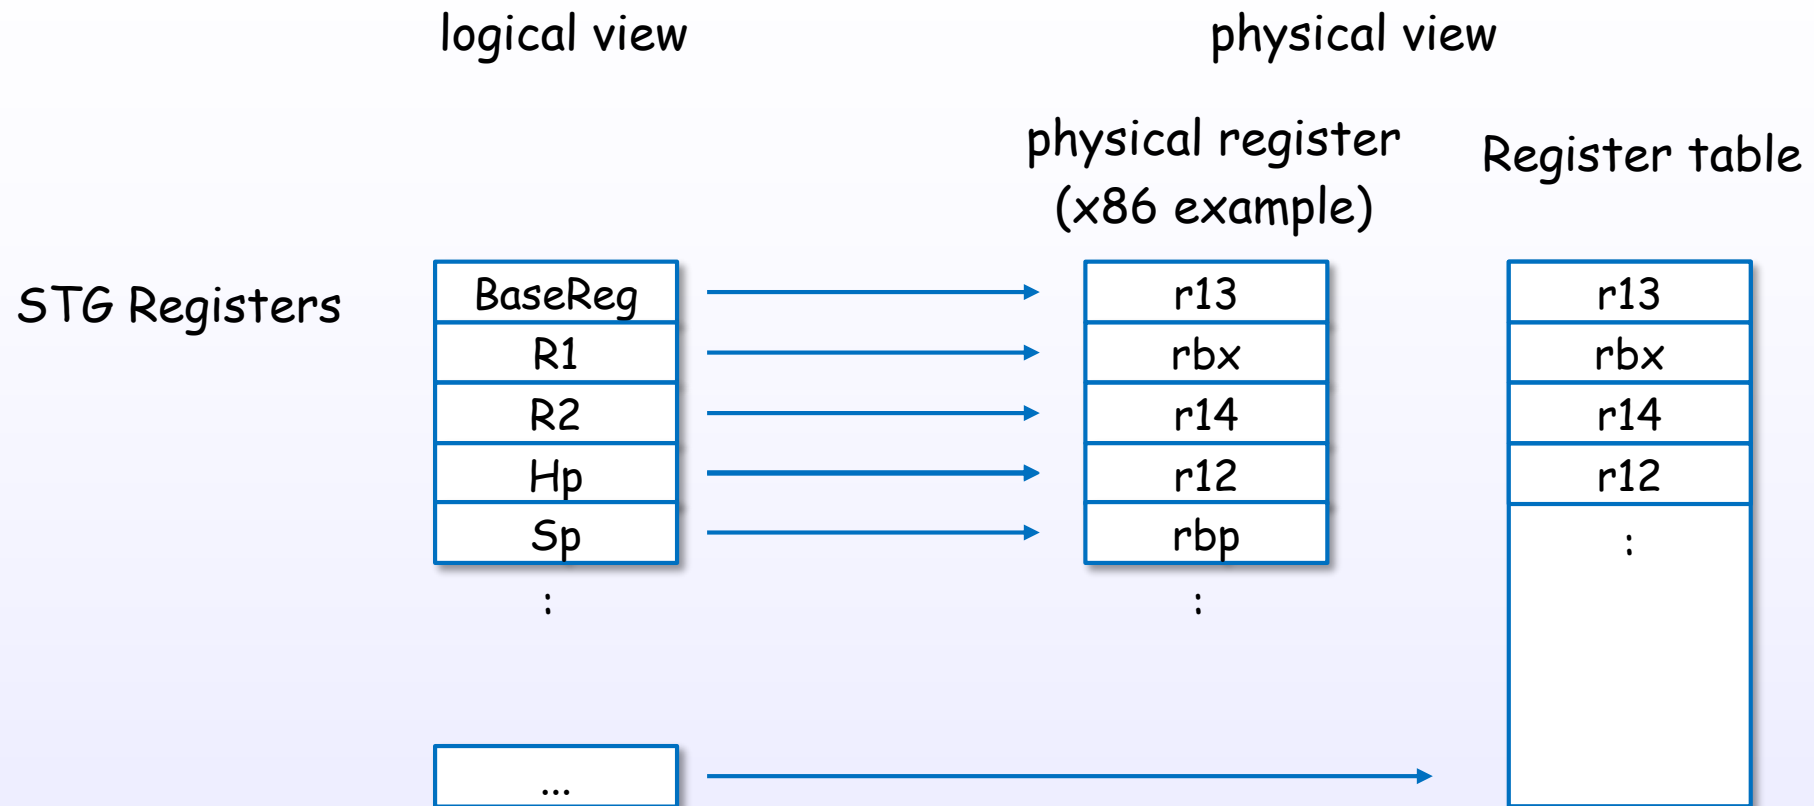 logical view
physical view
physical register
(x86 example)
Register table
STG Registers
BaseReg
r13
r13
R1
rbx
rbx
R2
r14
r14
Hp
r12
r12
Sp
rbp
:
:
:
...